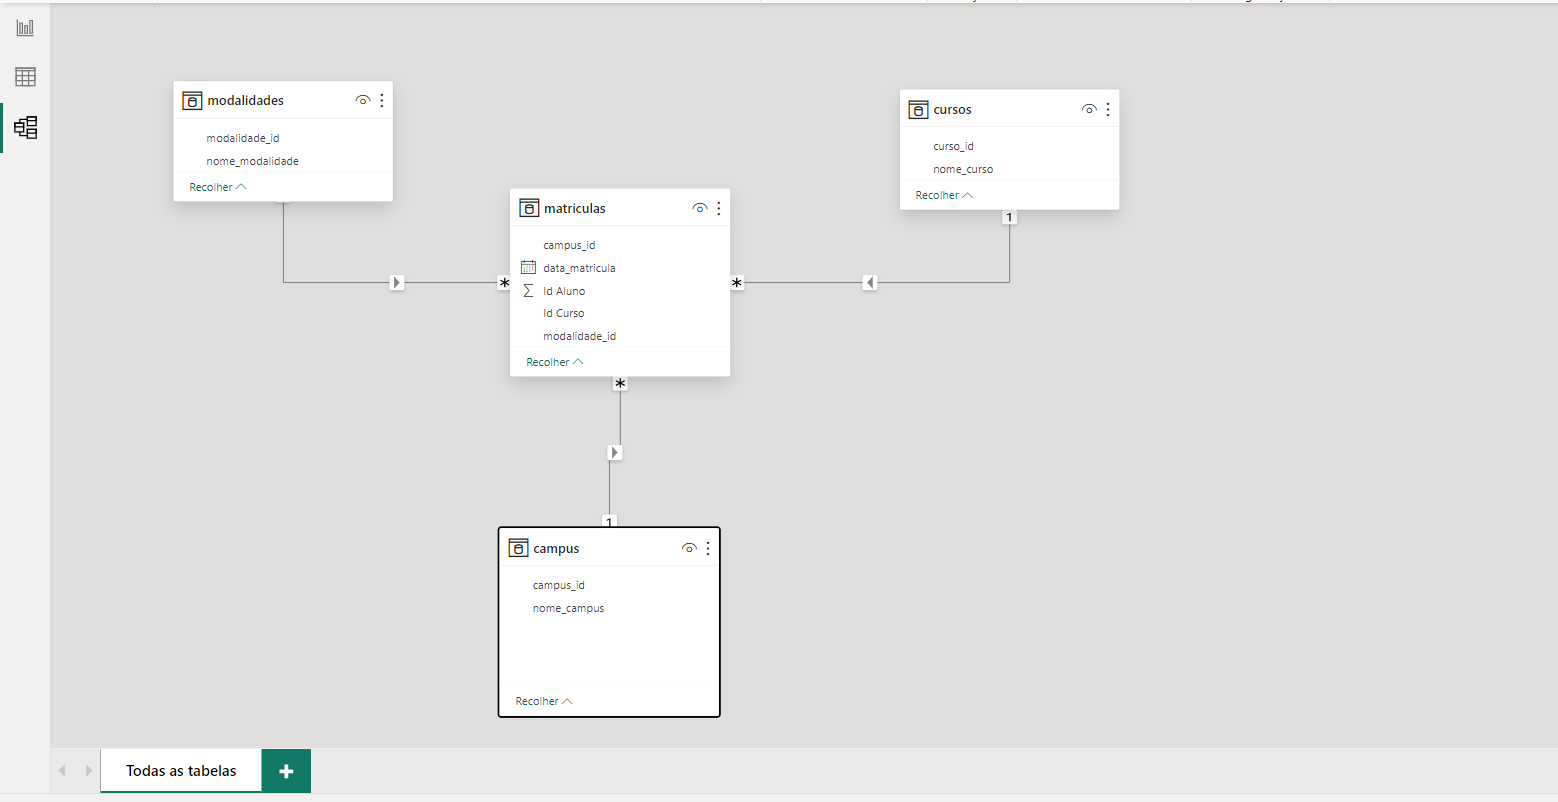 modalidades
modalidade_id
nome_modalidade
Recolher
cursos
curso_id
nome_curso
Recolher
1
matriculas
campus_id
data_matricula
Id Aluno
Id Curso
modalidade_id
Recolher
*
*
*
1
campus
campus_id
nome_campus
Recolher
Todas as tabelas